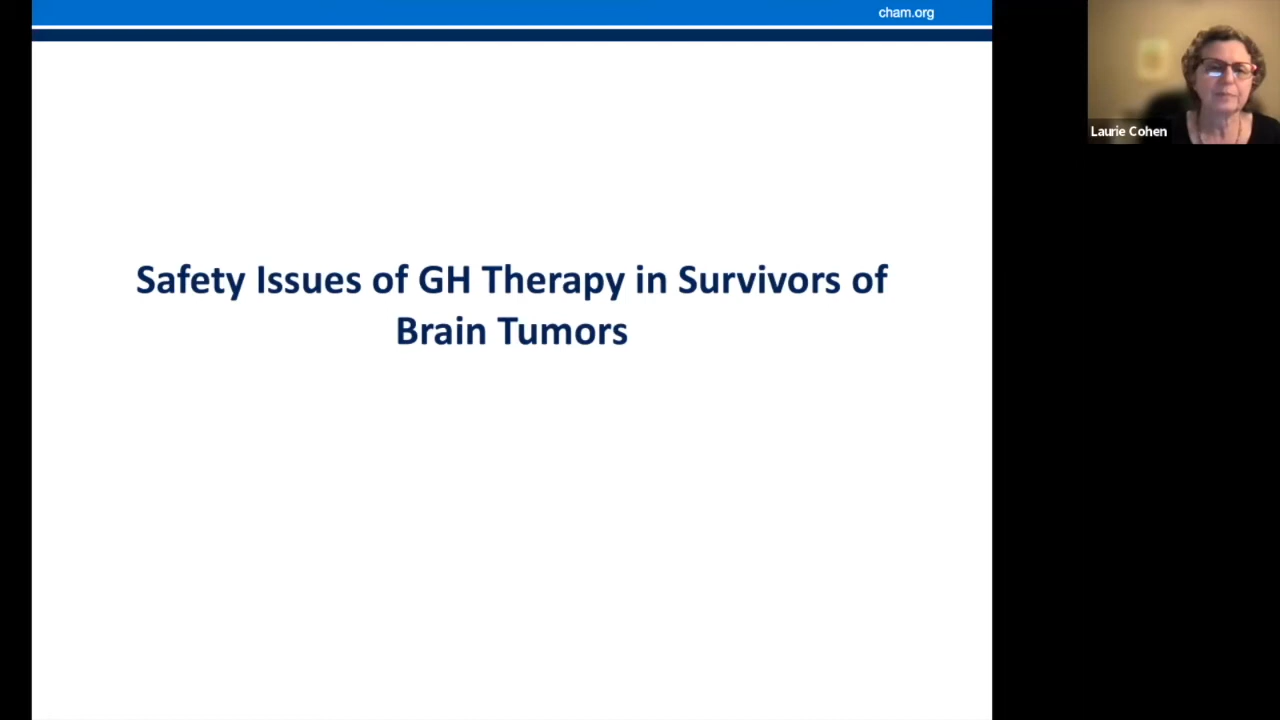 cham.org
Laurie Cohen
Safety Issues of GH Therapy in Survivors of
Brain Tumors